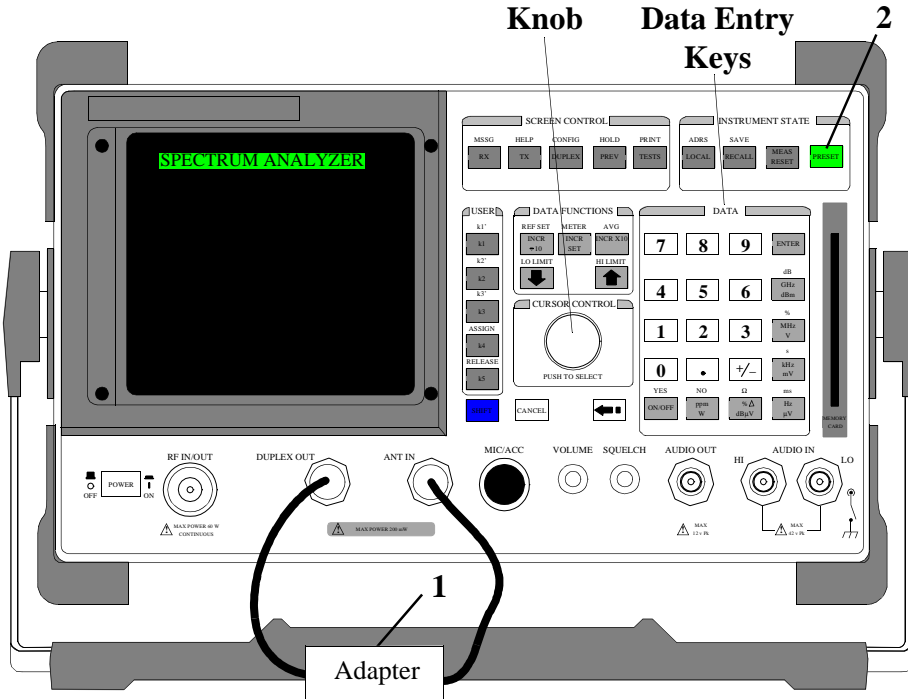 Knob
Data Entry
Keys
2
SCREEN CONTROL
INSTRUMENT STATE
MSSG HELP CONFIG HOLD PRINT
ADRS SAVE
RX TX DUPLEX PREV TESTS
LOCAL RECALL MEAS RESET PRESET
SPECTRUM ANALYZER
USER
DATA FUNCTIONS
DATA
k1'
REF SET METER AVG
k1
INCR ÷10 INCR SET INCR X10
7 8 9 ENTER
k2'
LO LIMIT HI LIMIT
k2
dB
4 5 6 GHz dBm
k3'
CURSOR CONTROL
k3
%
1 2 3 MHz V
ASSIGN
k4
s
0 . +/− kHz mV
RELEASE
PUSH TO SELECT
k5
YES NO Ω ms
ON/OFF ppm W %Δ dBµV Hz µV
SHIFT CANCEL
MEMORY
CARD
RF IN/OUT
DUPLEX OUT
ANT IN
MIC/ACC
VOLUME
SQUELCH
AUDIO OUT
AUDIO IN
HI
LO
POWER
OFF
ON
MAX POWER 60 W
CONTINUOUS
MAX POWER 200 mW
MAX
12 v Pk
MAX
42 v Pk
1
Adapter